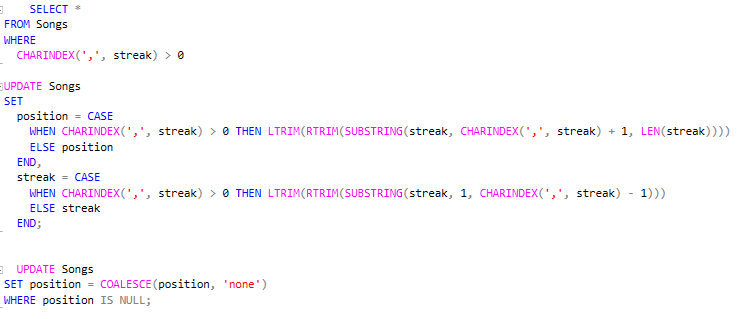 SELECT *
FROM Songs
WHERE
CHARINDEX(',', streak) > 0
UPDATE Songs
SET
position = CASE
WHEN CHARINDEX(',', streak) > 0 THEN LTRIM(RTRIM(SUBSTRING(streak, CHARINDEX(',', streak) + 1, LEN(streak))))
ELSE position
END,
streak = CASE
WHEN CHARINDEX(',', streak) > 0 THEN LTRIM(RTRIM(SUBSTRING(streak, 1, CHARINDEX(',', streak) - 1)))
ELSE streak
END;
UPDATE Songs
SET position = COALESCE(position, 'none')
WHERE position IS NULL;